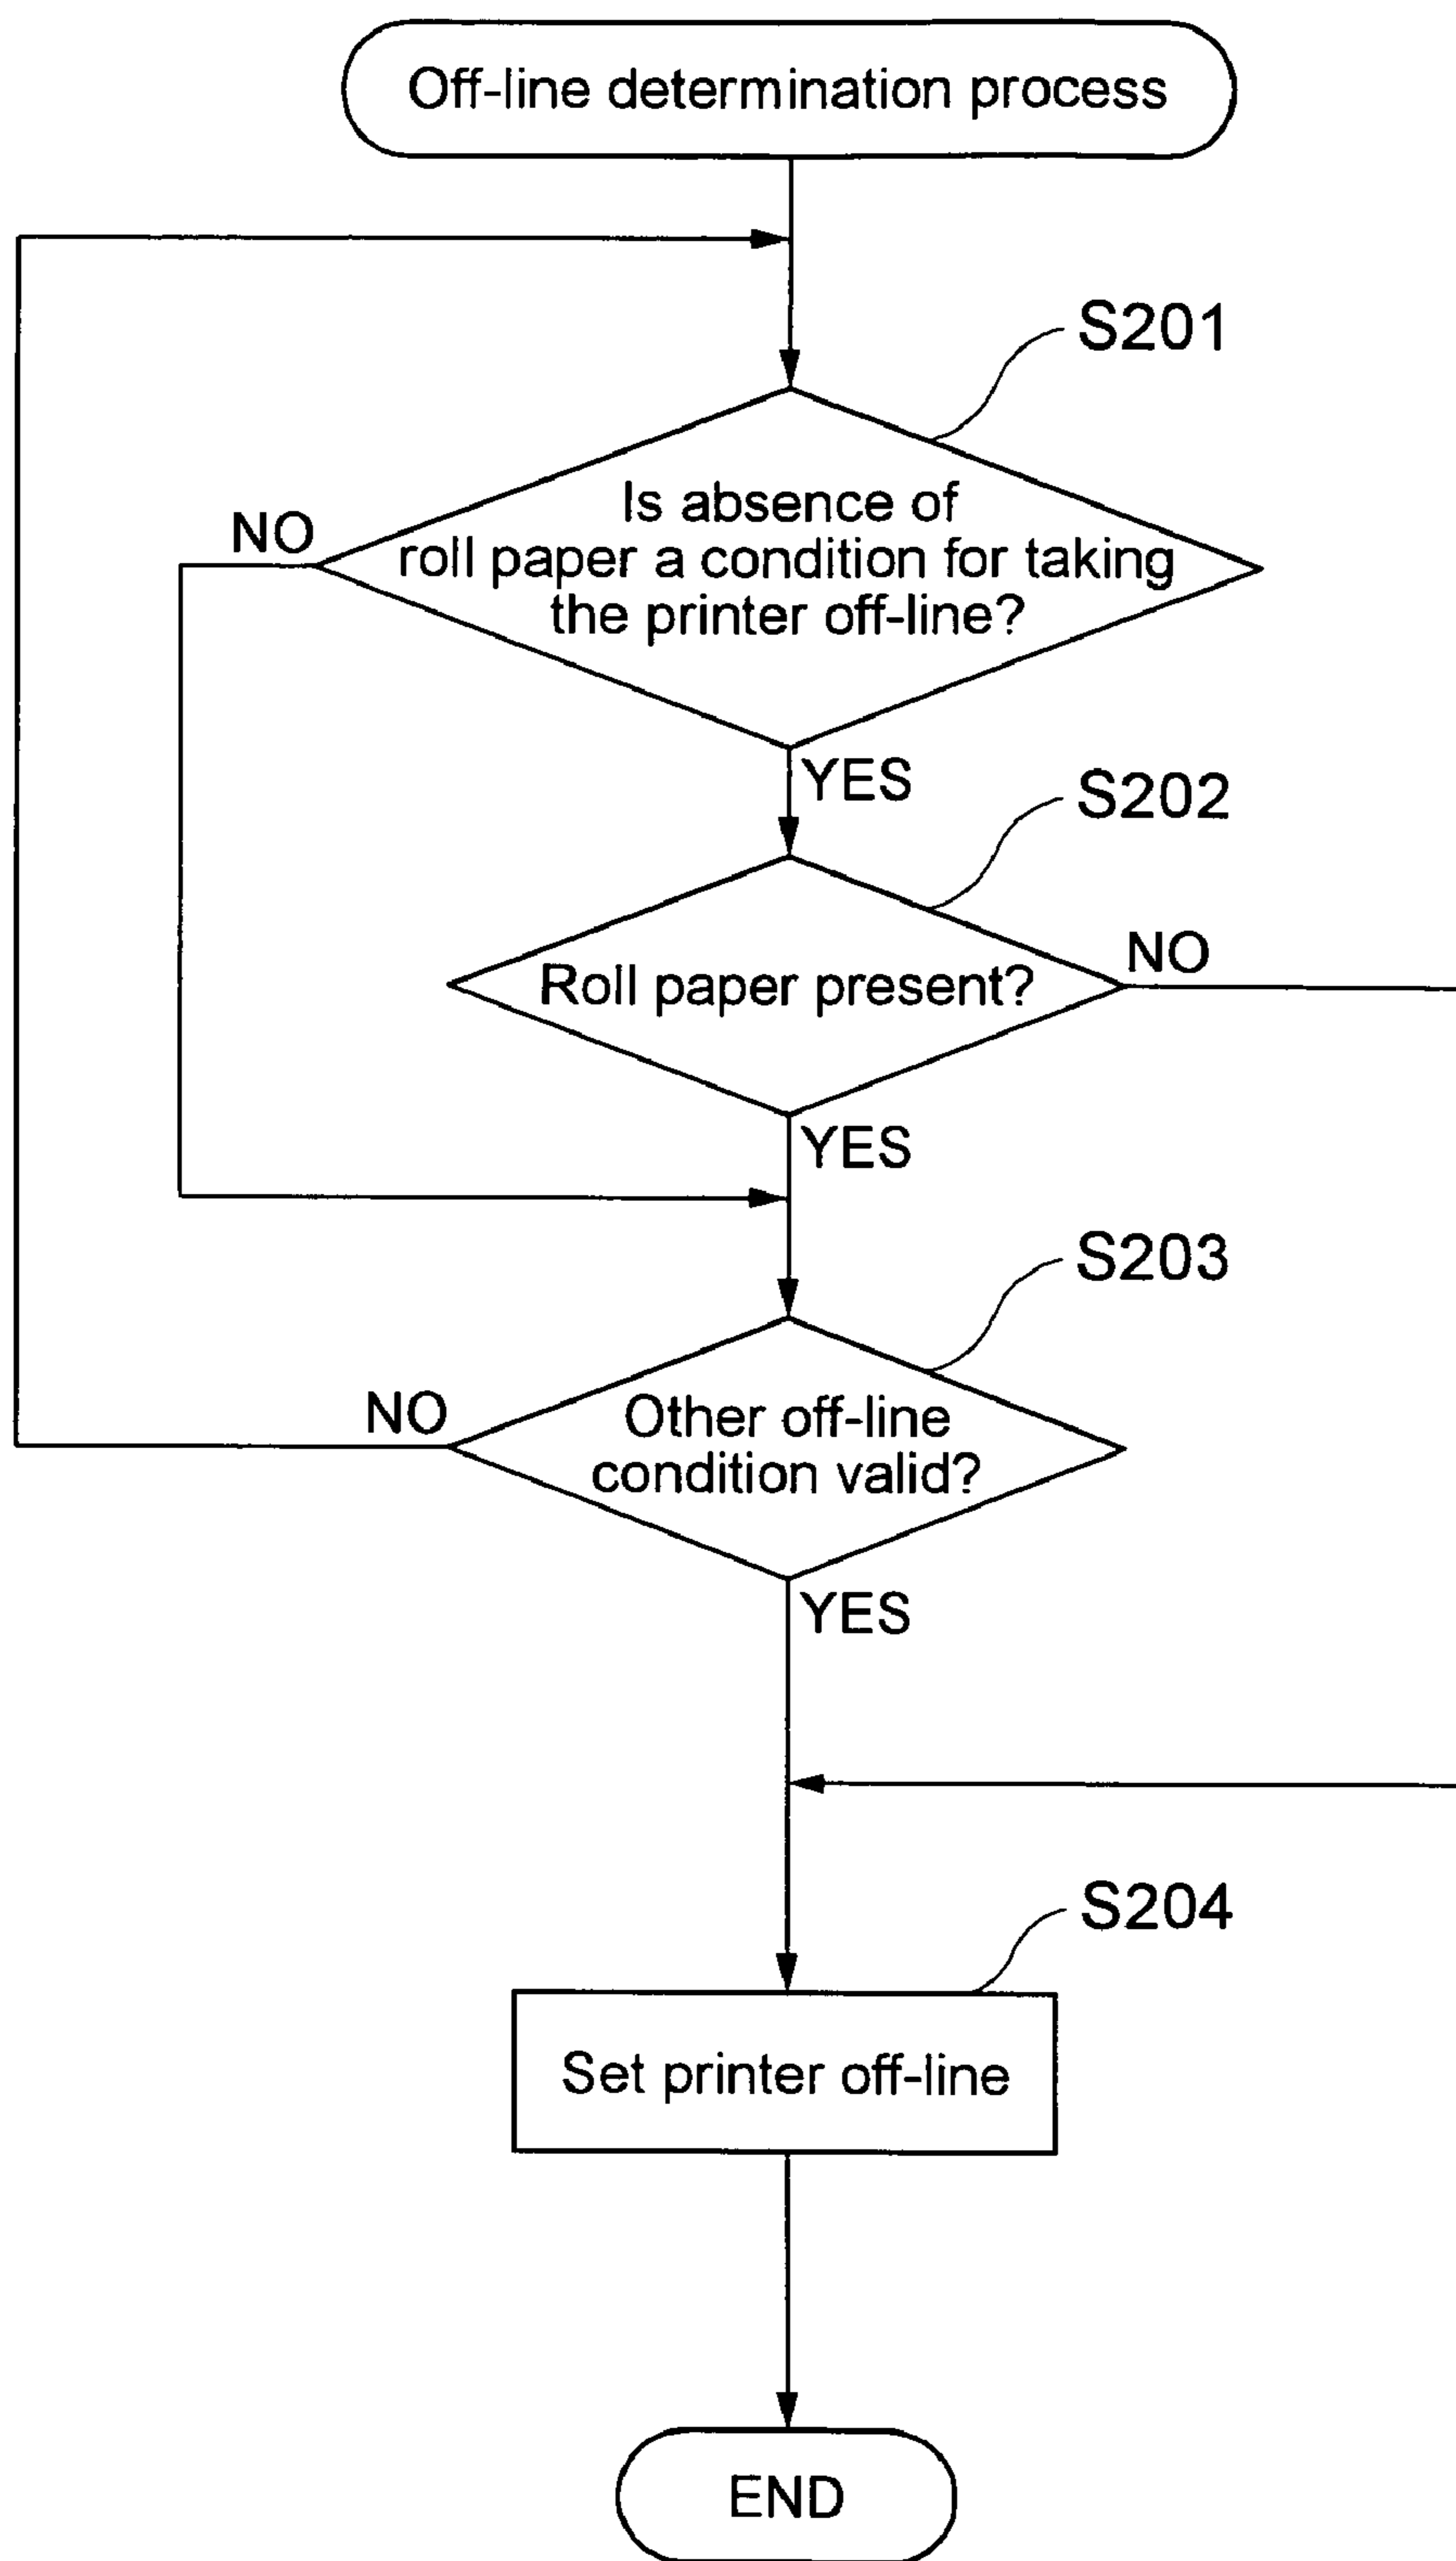 Off-line determination process
S201
Is absence of
NO
roll paper a condition for taking
the printer off-line?
YES
S202
NO
Roll paper present?
YES
S203
NO
Other off-line
condition valid?
YES
S204
Set printer off-line
END